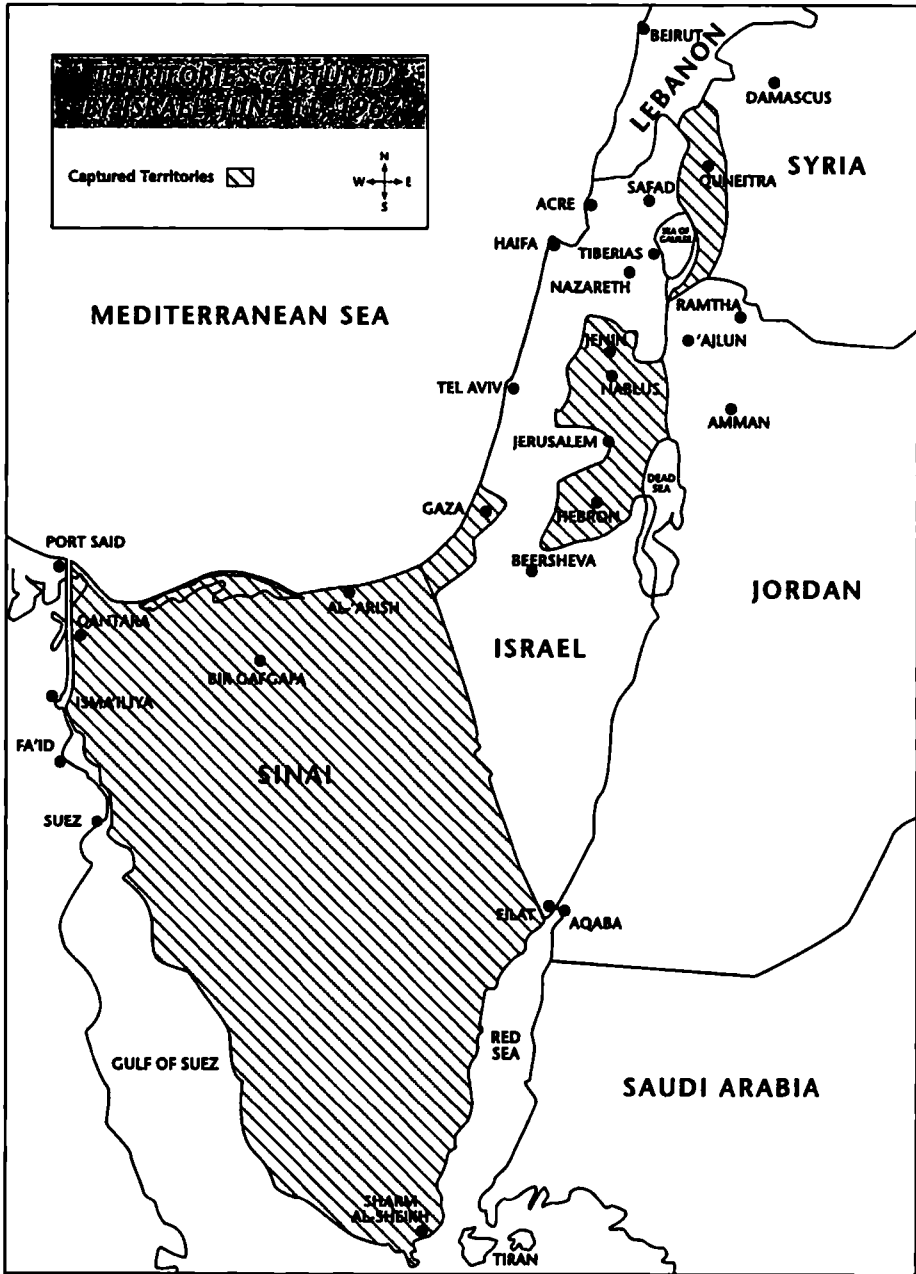 TERRITORIES CAPTURED
BY ISRAEL, JUNE 11, 1967
Captured Territories
N
W E
S
BEIRUT
LEBANON
DAMASCUS
SYRIA
QUNEITRA
SAFAD
ACRE
SEA OF
GALILEE
HAIFA
TIBERIAS
NAZARETH
MEDITERRANEAN SEA
RAMTHA
'AJLUN
JENIN
NABLUS
TEL AVIV
AMMAN
JERUSALEM
DEAD
SEA
GAZA
HEBRON
BEERSHEVA
PORT SAID
JORDAN
AL-'ARISH
QANTARA
ISRAEL
BIR GAFGAFA
ISMA'ILIYA
FA'ID
SINAI
SUEZ
EILAT
AQABA
RED
SEA
GULF OF SUEZ
SAUDI ARABIA
SHARM
AL-SHEIKH
TIRAN